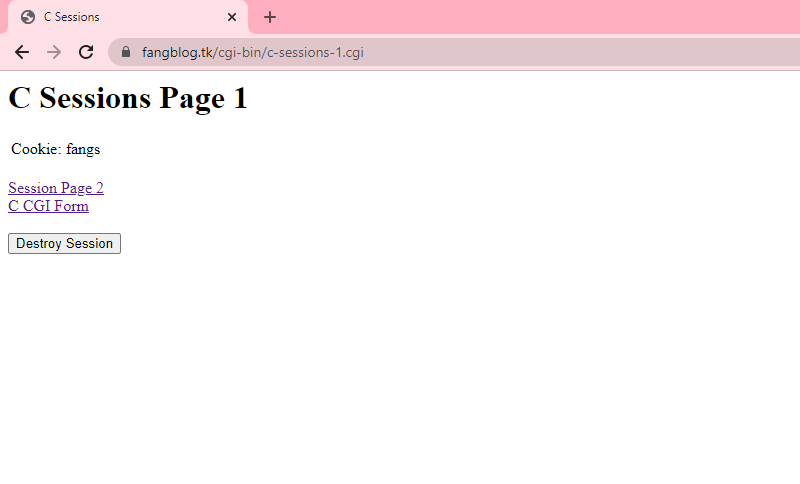 C Sessions
fangblog.tk/cgi-bin/c-sessions-1.cgi
C Sessions Page 1
Cookie: fangs
Session Page 2
C CGI Form
Destroy Session